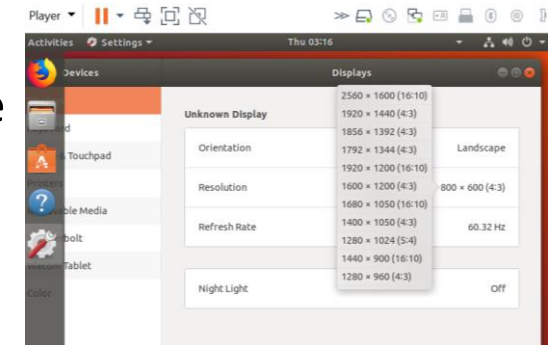 Player
Activities Settings Thu 03:16
Devices Displays
2560 × 1600 (16:10)
Unknown Display
1920 × 1440 (4:3)
1856 × 1392 (4:3)
Orientation 1792 × 1344 (4:3) Landscape
& Touchpad
1920 × 1200 (16:10)
Resolution 1600 × 1200 (4:3) 800 × 600 (4:3)
1680 × 1050 (16:10)
Media
Refresh Rate 1400 × 1050 (4:3) 60.32 Hz
1280 × 1024 (5:4)
Tablet
1440 × 900 (16:10)
Color
Night Light 1280 × 960 (4:3) Off